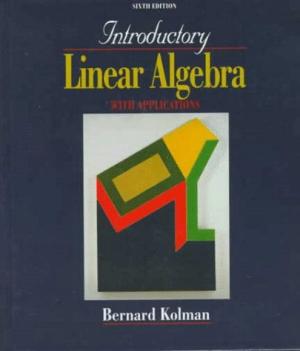 SIXTH EDITION
Introductory
Linear Algebra
WITH APPLICATIONS
Bernard Kolman